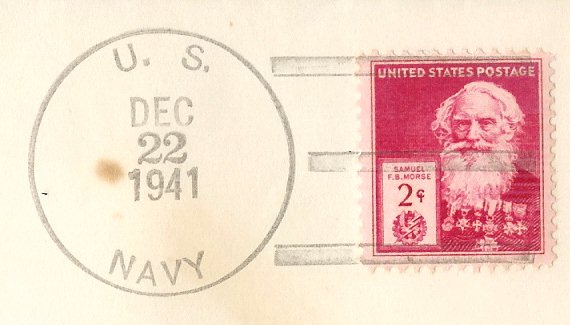 U. S.
DEC
22
1941
NAVY
UNITED STATES POSTAGE
SAMUEL
F.B. MORSE
2¢